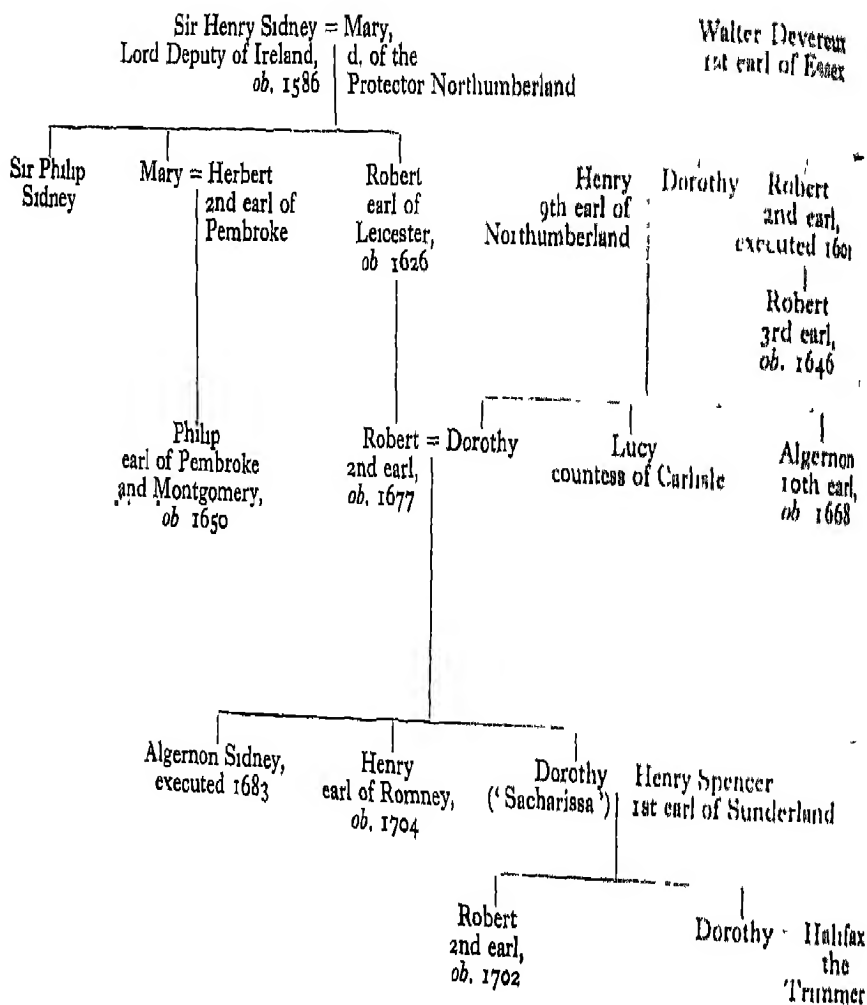 Sir Henry Sidney = Mary,
Lord Deputy of Ireland, d. of the
ob. 1586 Protector Northumberland
Walter Devereux
1st earl of Essex
Sir Philip
Sidney
Mary = Herbert
2nd earl of
Pembroke
Robert
earl of
Leicester,
ob 1626
Henry
9th earl of
Northumberland
Dorothy
Robert
2nd earl,
executed 1601
Robert
3rd earl,
ob. 1646
Philip
earl of Pembroke
and Montgomery,
ob 1650
Robert = Dorothy
2nd earl,
ob. 1677
Lucy
countess of Carlisle
Algernon
10th earl,
ob 1668
Algernon Sidney,
executed 1683
Henry
earl of Romney,
ob. 1704
Dorothy
('Sacharissa')
Henry Spencer
1st earl of Sunderland
Robert
2nd earl,
ob. 1702
Dorothy - Halifax
the
Trimmer